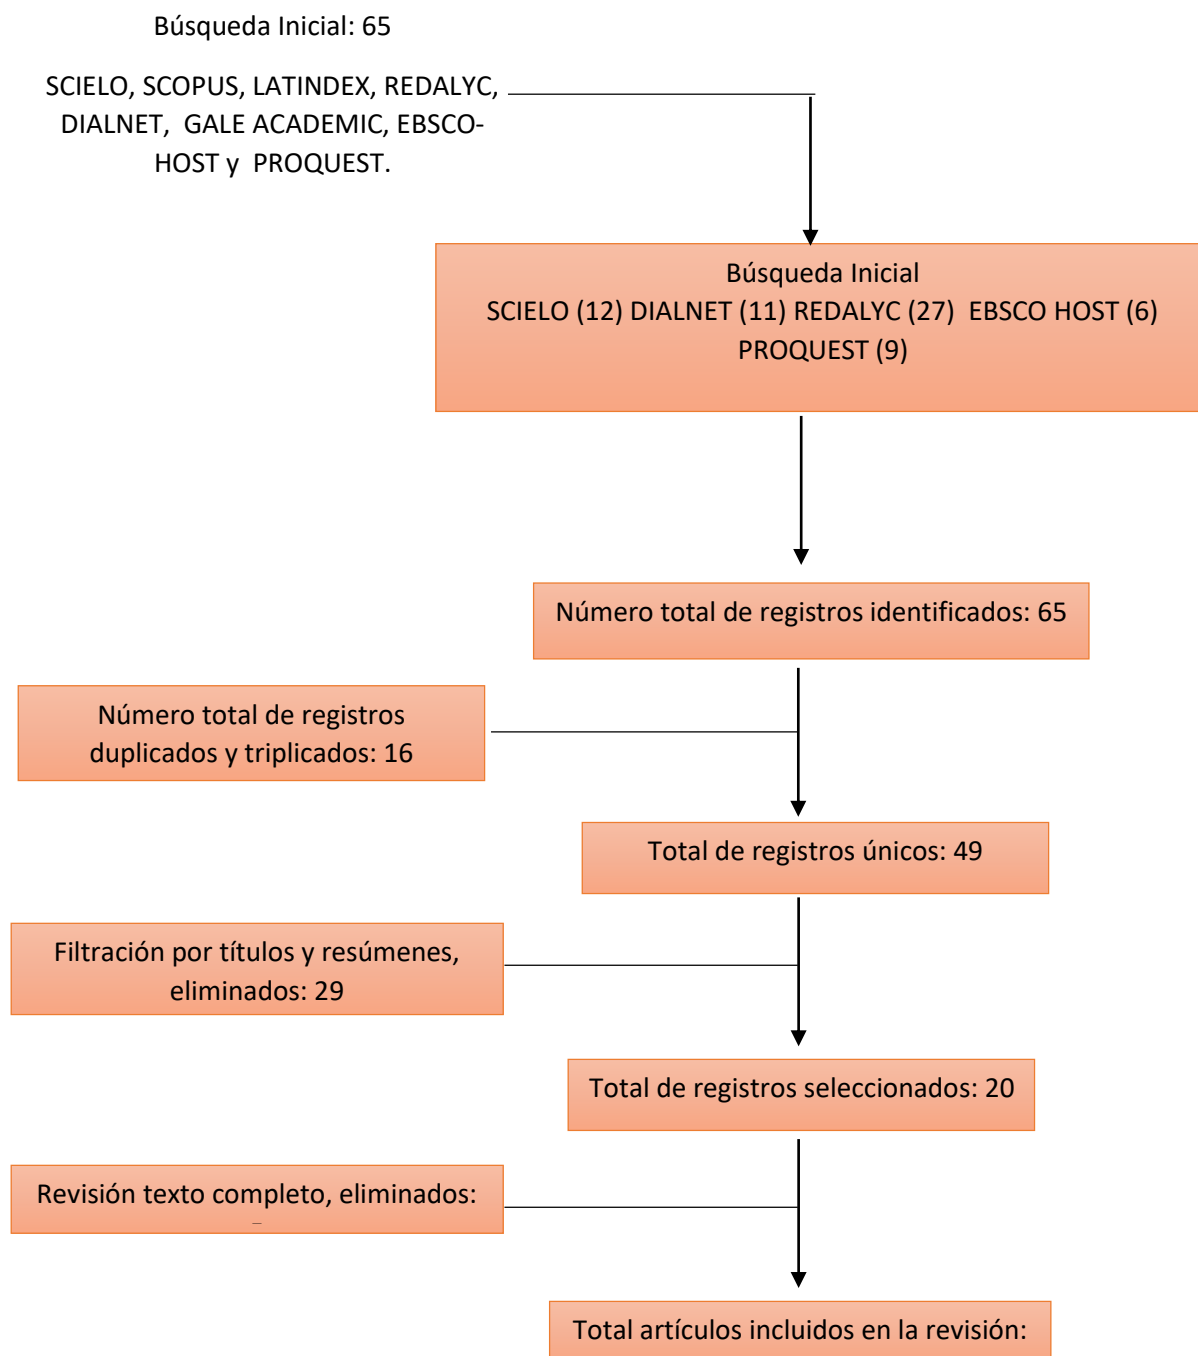 Búsqueda Inicial: 65
SCIELO, SCOPUS, LATINDEX, REDALYC,
DIALNET, GALE ACADEMIC, EBSCO-
HOST y PROQUEST.
Búsqueda Inicial
SCIELO (12) DIALNET (11) REDALYC (27) EBSCO HOST (6)
PROQUEST (9)
Número total de registros identificados: 65
Número total de registros
duplicados y triplicados: 16
Total de registros únicos: 49
Filtración por títulos y resúmenes,
eliminados: 29
Total de registros seleccionados: 20
Revisión texto completo, eliminados:
Total artículos incluidos en la revisión: